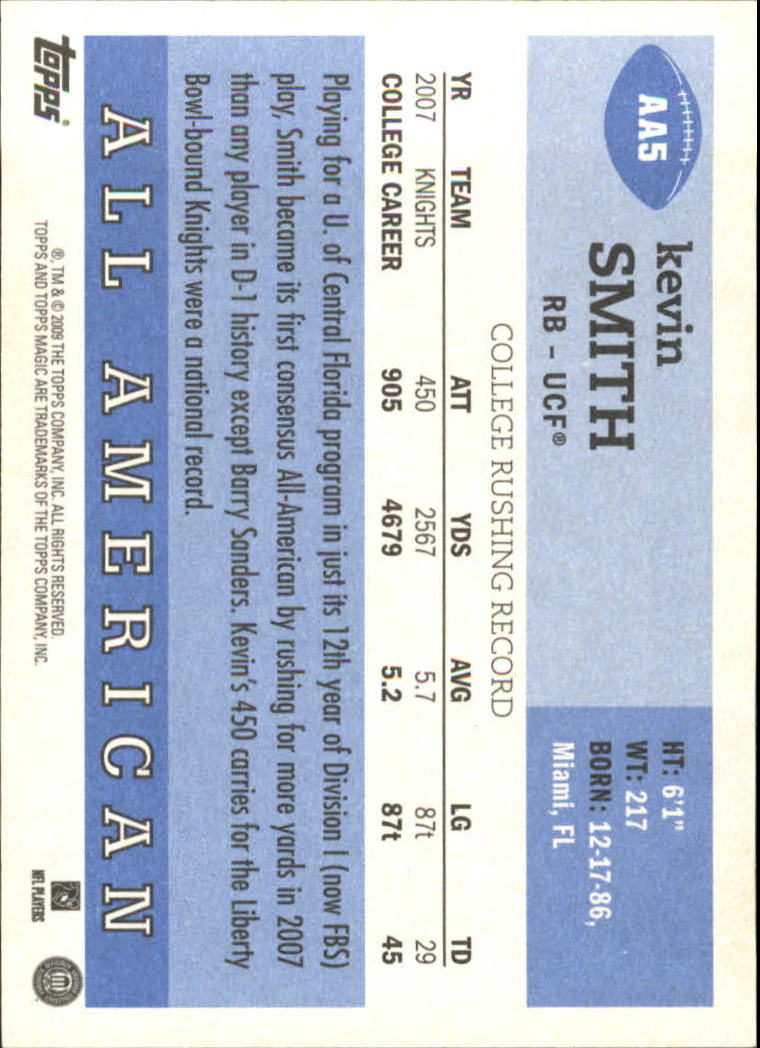 AA5
kevin
SMITH
RB – UCF®
HT: 6'1"
WT: 217
BORN: 12-17-86,
Miami, FL
COLLEGE RUSHING RECORD
YR TEAM ATT YDS AVG LG TD
2007 KNIGHTS 450 2567 5.7 87t 29
COLLEGE CAREER 905 4679 5.2 87t 45
Playing for a U. of Central Florida program in just its 12th year of Division I (now FBS)
play, Smith became its first consensus All-American by rushing for more yards in 2007
than any player in D-1 history except Barry Sanders. Kevin's 450 carries for the Liberty
Bowl-bound Knights were a national record.
ALL AMERICAN
topps®
®, TM & © 2009 THE TOPPS COMPANY, INC. ALL RIGHTS RESERVED.
TOPPS AND TOPPS MAGIC ARE TRADEMARKS OF THE TOPPS COMPANY, INC.
NFL PLAYERS